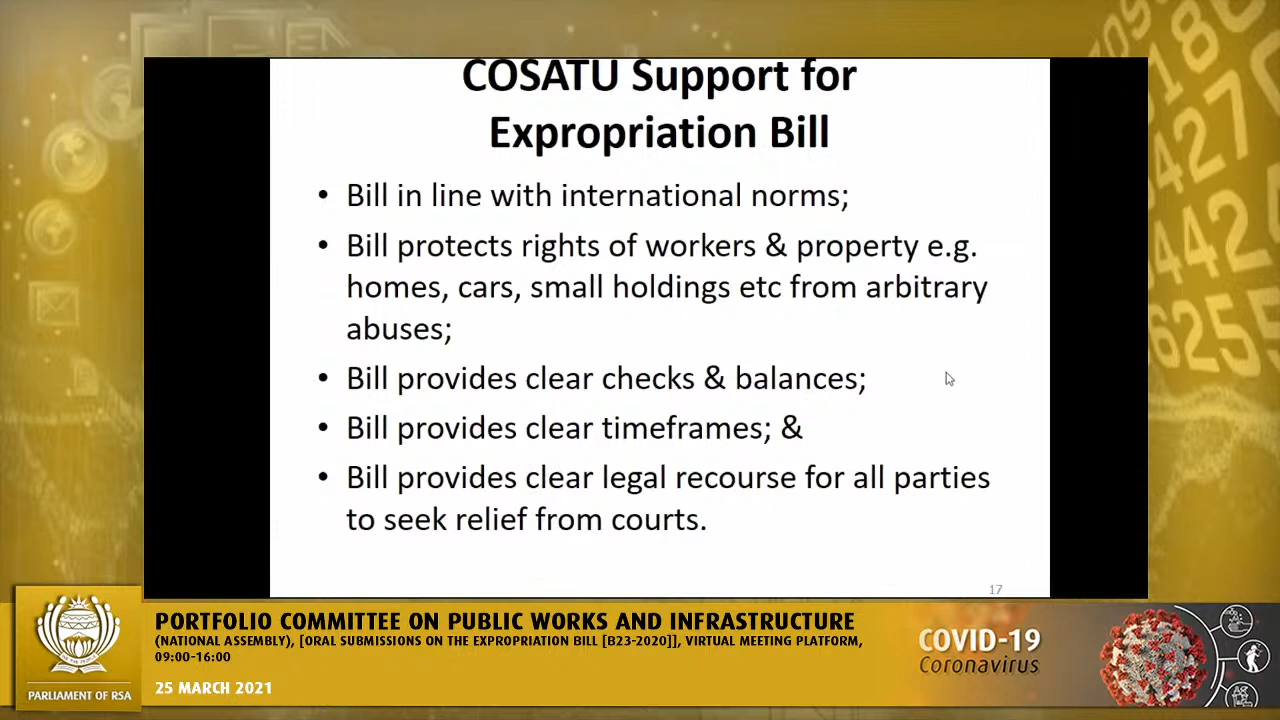 COSATU Support for
Expropriation Bill
• Bill in line with international norms;
• Bill protects rights of workers & property e.g.
homes, cars, small holdings etc from arbitrary
abuses;
• Bill provides clear checks & balances;
• Bill provides clear timeframes; &
• Bill provides clear legal recourse for all parties
to seek relief from courts.
17
PORTFOLIO COMMITTEE ON PUBLIC WORKS AND INFRASTRUCTURE
(NATIONAL ASSEMBLY), [ORAL SUBMISSIONS ON THE EXPROPRIATION BILL [B23-2020]], VIRTUAL MEETING PLATFORM,
09:00-16:00
25 MARCH 2021
PARLIAMENT OF RSA
COVID-19
Coronavirus